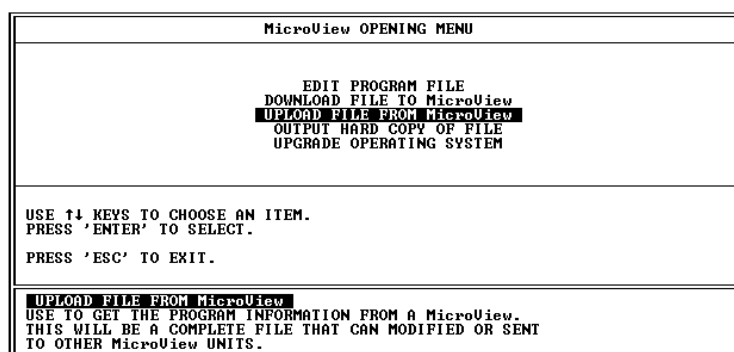 MicroView OPENING MENU
EDIT PROGRAM FILE
DOWNLOAD FILE TO MicroView
UPLOAD FILE FROM MicroView
OUTPUT HARD COPY OF FILE
UPGRADE OPERATING SYSTEM
USE ↑↓ KEYS TO CHOOSE AN ITEM.
PRESS 'ENTER' TO SELECT.
PRESS 'ESC' TO EXIT.
UPLOAD FILE FROM MicroView
USE TO GET THE PROGRAM INFORMATION FROM A MicroView.
THIS WILL BE A COMPLETE FILE THAT CAN MODIFIED OR SENT
TO OTHER MicroView UNITS.